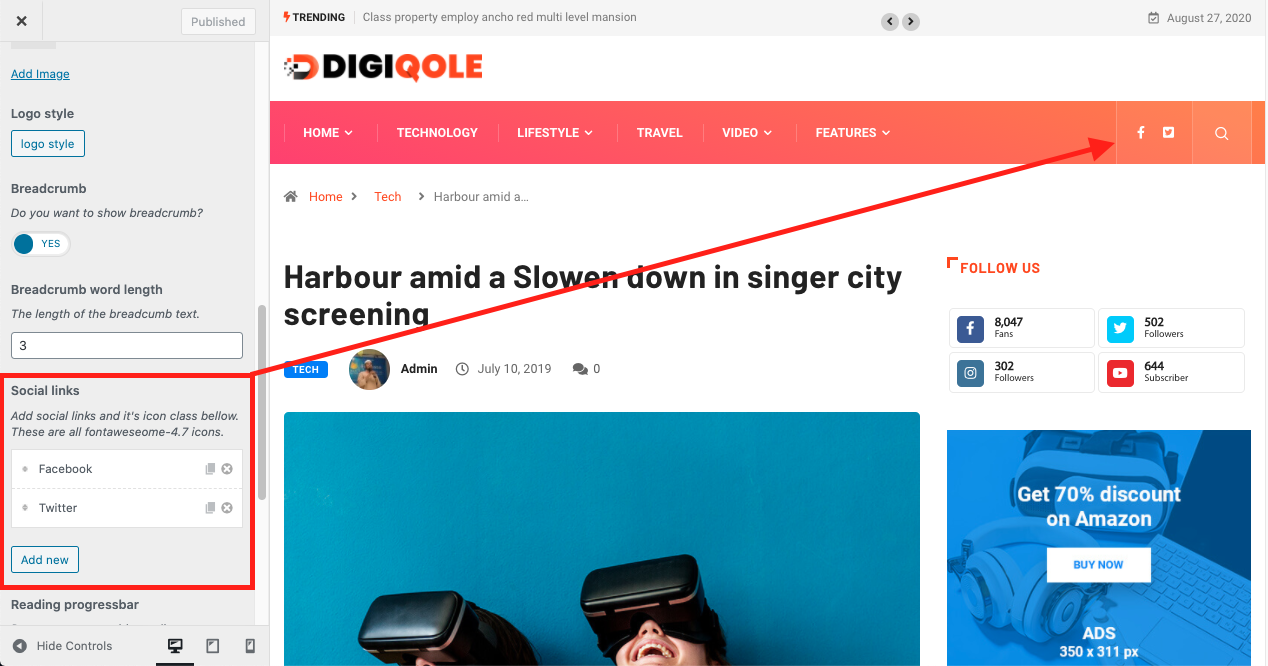 Published
Add Image
Logo style
logo style
Breadcrumb
Do you want to show breadcrumb?
YES
Breadcrumb word length
The length of the breadcumb text.
3
Social links
Add social links and it's icon class bellow.
These are all fontaweseome-4.7 icons.
Facebook
Twitter
Add new
Reading progressbar
Hide Controls
TRENDING
Class property employ ancho red multi level mansion
August 27, 2020
DIGIQOLE
HOME TECHNOLOGY LIFESTYLE TRAVEL VIDEO FEATURES
Home Tech Harbour amid a...
Harbour amid a Slowen down in singer city
screening
TECH Admin July 10, 2019 0
FOLLOW US
8,047
Fans
502
Followers
302
Followers
644
Subscriber
Get 70% discount
on Amazon
BUY NOW
ADS
350 x 311 px